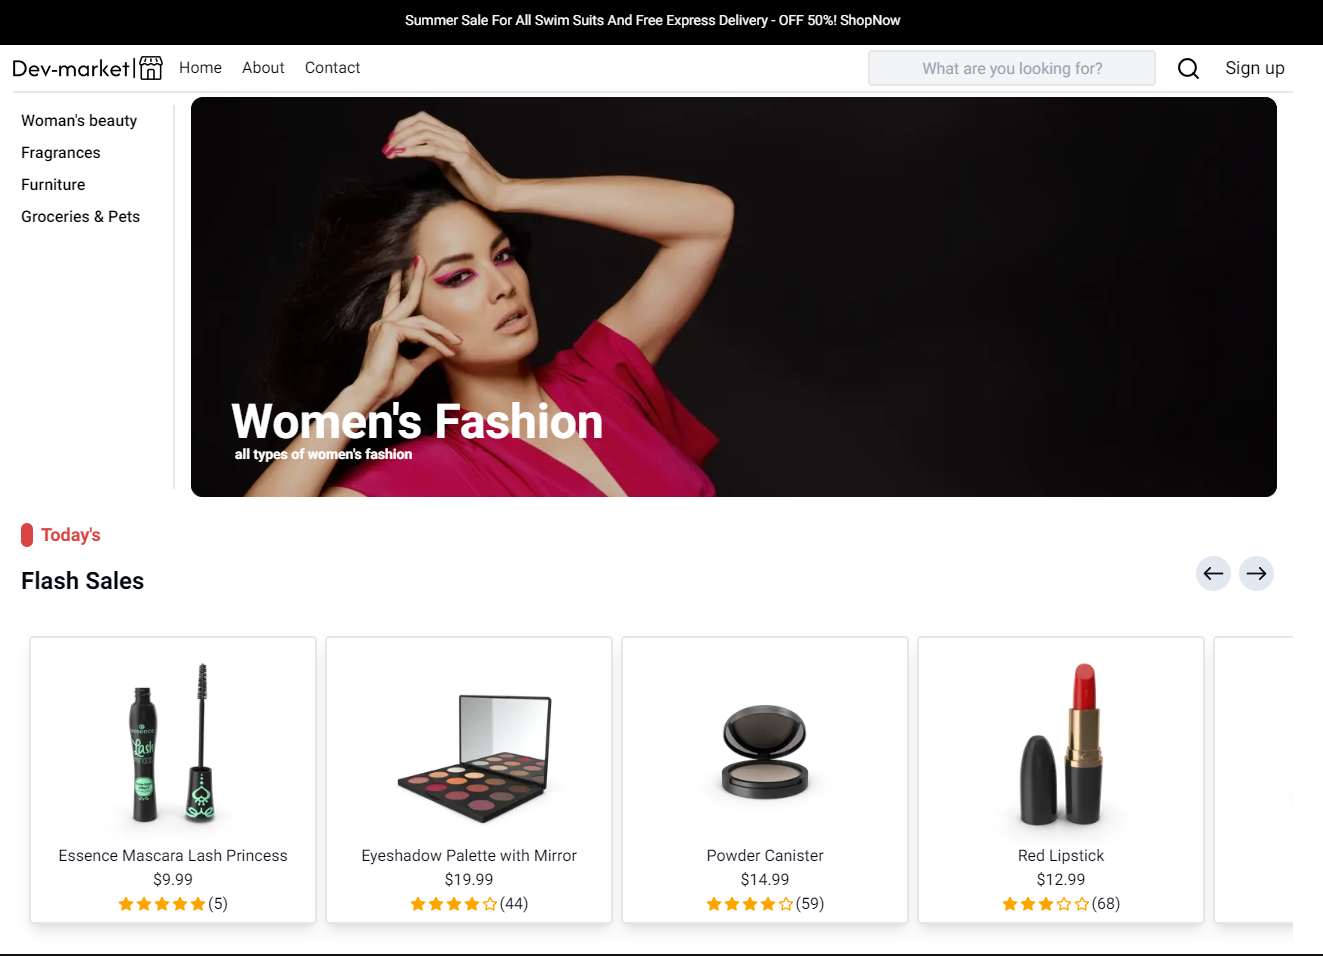 Summer Sale For All Swim Suits And Free Express Delivery - OFF 50%! ShopNow
Dev-market
Home
About
Contact
What are you looking for?
Sign up
Woman's beauty
Fragrances
Furniture
Groceries & Pets
Women's Fashion
all types of women's fashion
Today's
Flash Sales
essence
Lash
PRINCESS
Essence Mascara Lash Princess
$9.99
(5)
Eyeshadow Palette with Mirror
$19.99
(44)
Powder Canister
$14.99
(59)
Red Lipstick
$12.99
(68)